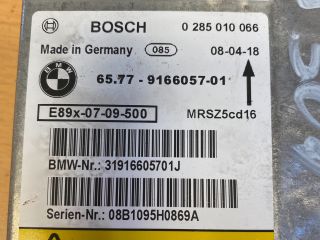 BOSCH 0 285 010 066
Made in Germany 085 08-04-18
BMW 65.77 - 9166057-01
E89x-07-09-500 MRSZ5cd16
BMW-Nr.: 31916605701J
Serien-Nr.: 08B1095H0869A